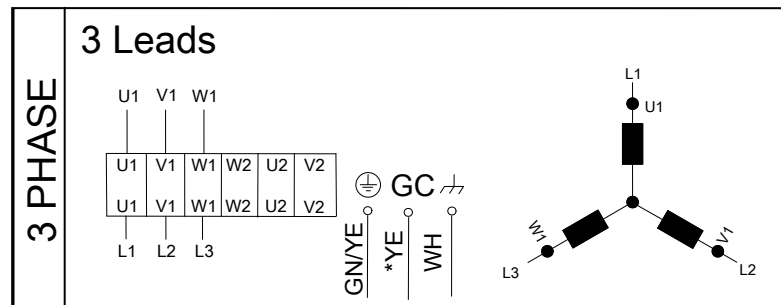 3 PHASE
3 Leads
U1 V1 W1
U1 V1 W1 W2 U2 V2
U1 V1 W1 W2 U2 V2
L1 L2 L3
GC
GN/YE
*YE
WH
L1
U1
W1
V1
L3
L2